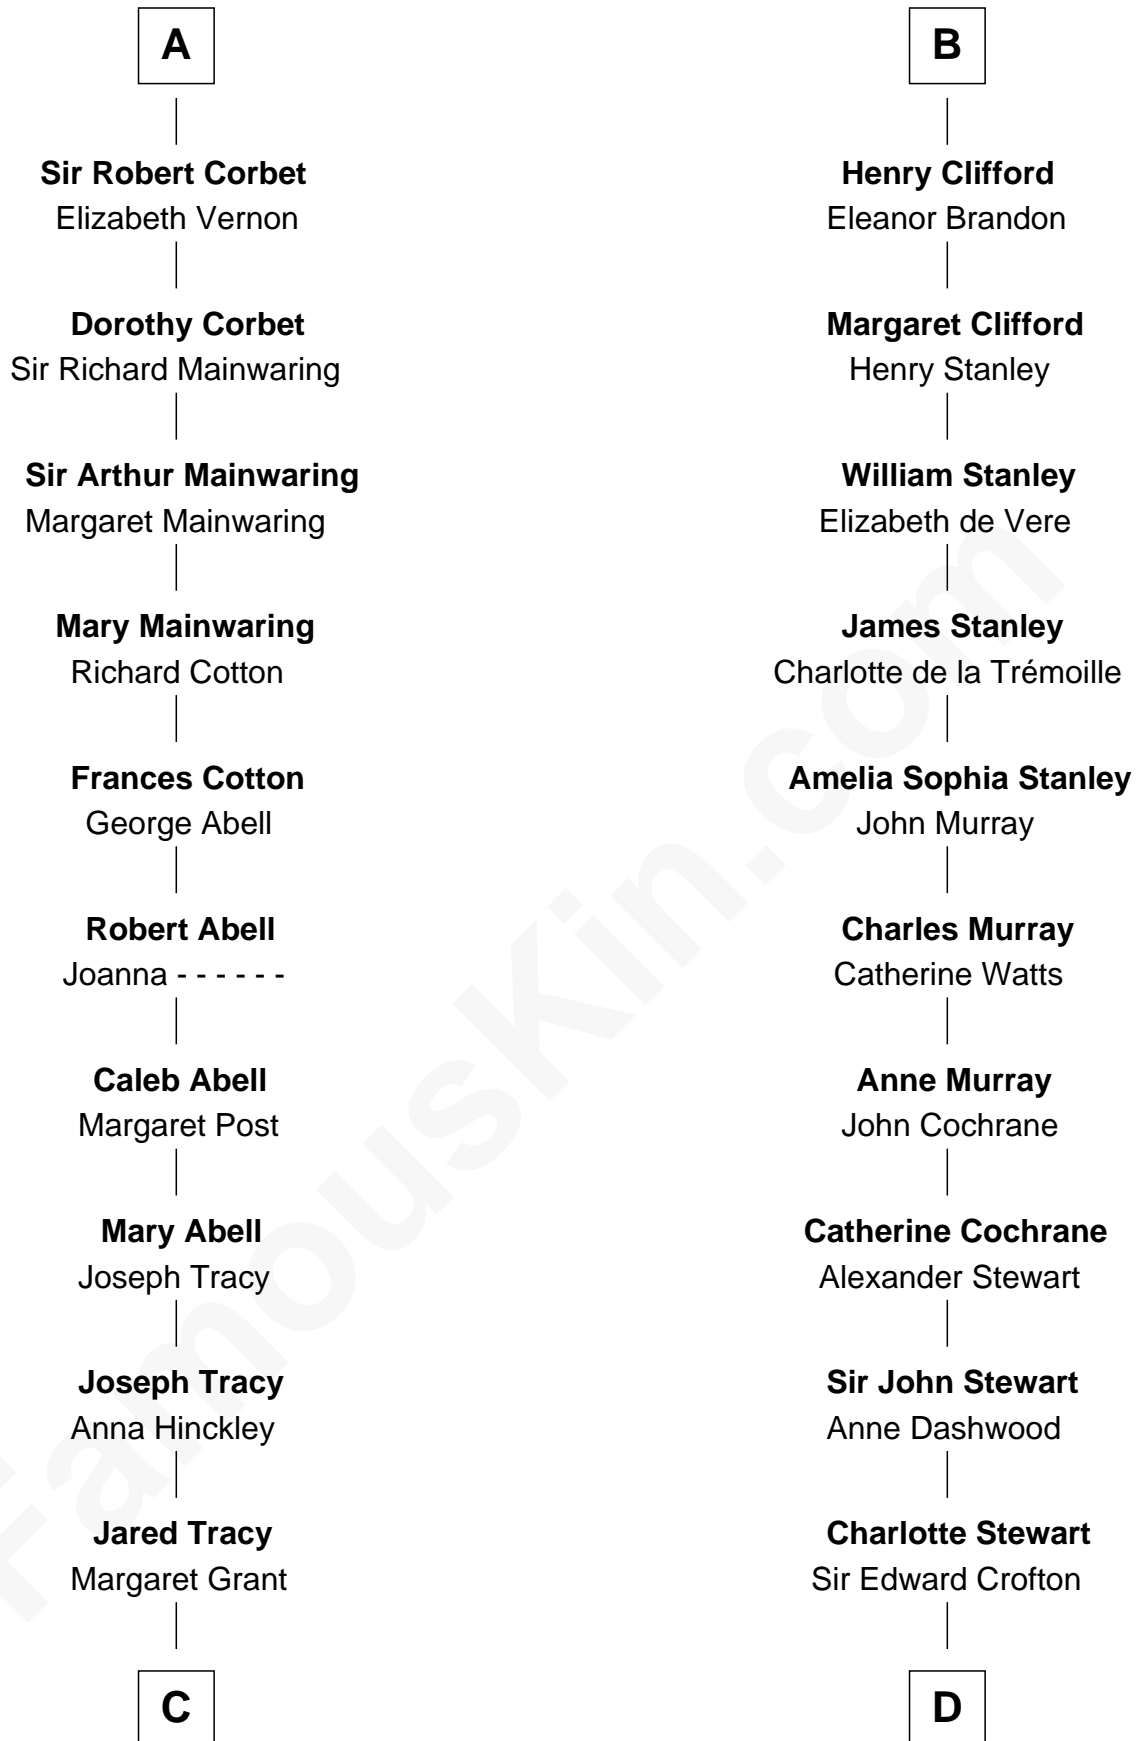 A
Sir Robert Corbet
Elizabeth Vernon
Dorothy Corbet
Sir Richard Mainwaring
Sir Arthur Mainwaring
Margaret Mainwaring
Mary Mainwaring
Richard Cotton
Frances Cotton
George Abell
Robert Abell
Joanna - - - - - -
Caleb Abell
Margaret Post
Mary Abell
Joseph Tracy
Joseph Tracy
Anna Hinckley
Jared Tracy
Margaret Grant
C
B
Henry Clifford
Eleanor Brandon
Margaret Clifford
Henry Stanley
William Stanley
Elizabeth de Vere
James Stanley
Charlotte de la Trémoille
Amelia Sophia Stanley
John Murray
Charles Murray
Catherine Watts
Anne Murray
John Cochrane
Catherine Cochrane
Alexander Stewart
Sir John Stewart
Anne Dashwood
Charlotte Stewart
Sir Edward Crofton
D
FamousKin.com